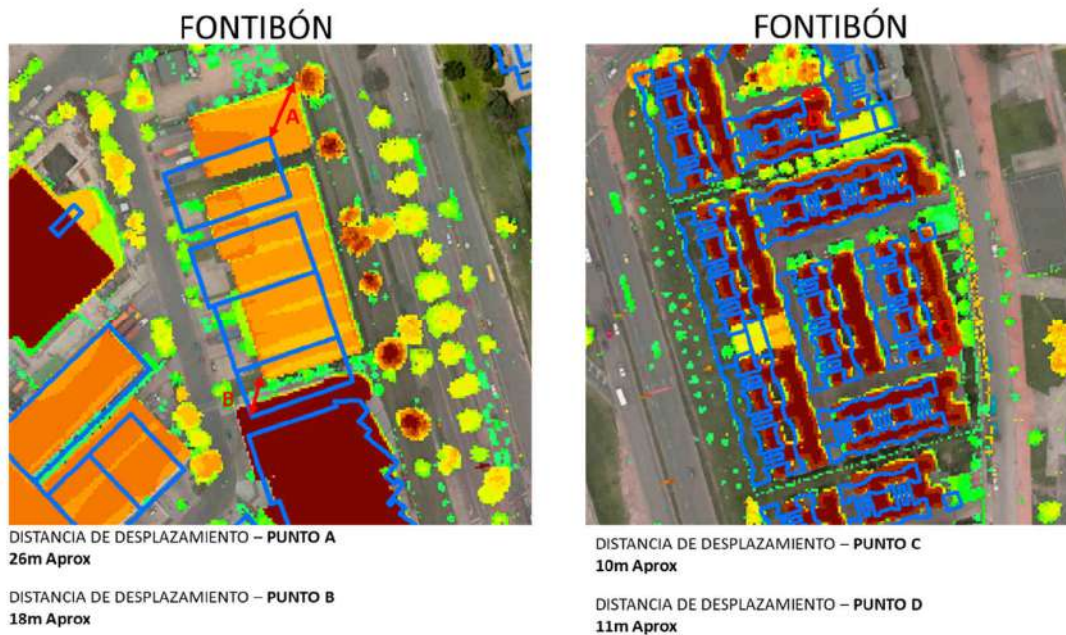 FONTIBÓN
A
B
DISTANCIA DE DESPLAZAMIENTO – PUNTO A
26m Aprox
DISTANCIA DE DESPLAZAMIENTO – PUNTO B
18m Aprox
FONTIBÓN
DISTANCIA DE DESPLAZAMIENTO – PUNTO C
10m Aprox
DISTANCIA DE DESPLAZAMIENTO – PUNTO D
11m Aprox